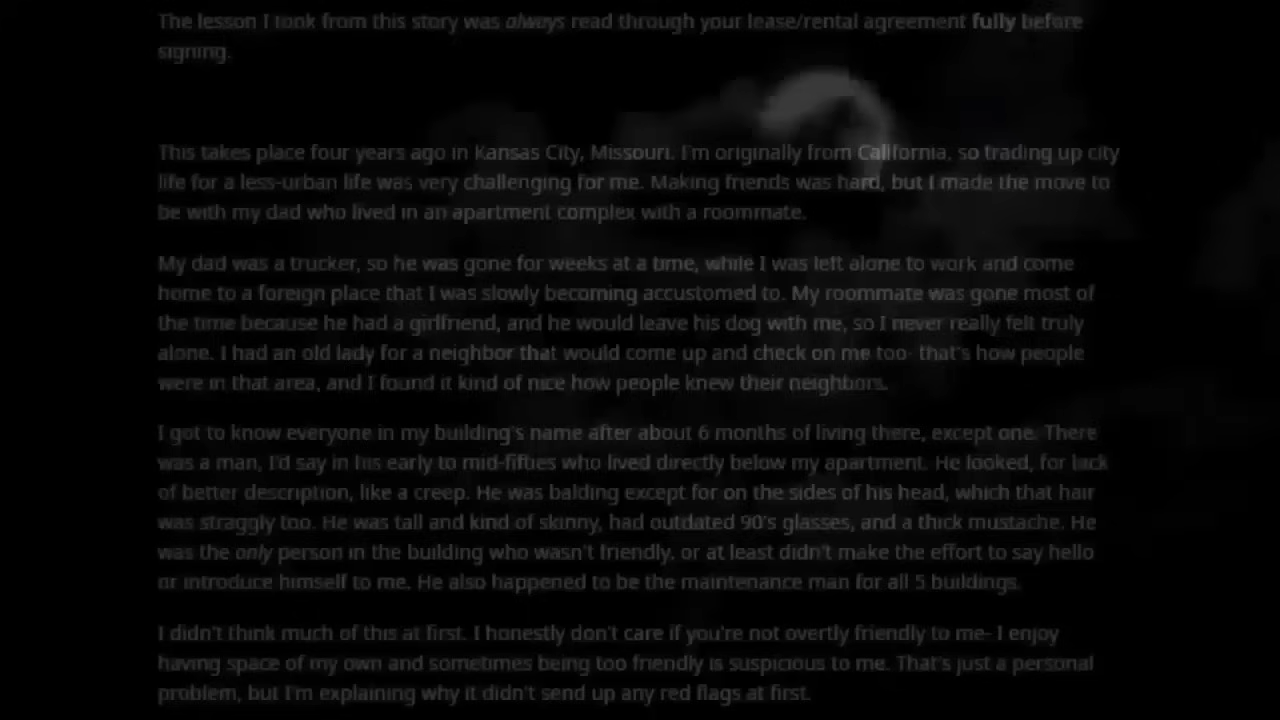 The lesson I took from this story was always read through your lease/rental agreement fully before
signing.
This takes place four years ago in Kansas City, Missouri. I'm originally from California, so trading up city
life for a less-urban life was very challenging for me. Making friends was hard, but I made the move to
be with my dad who lived in an apartment complex with a roommate.
My dad was a trucker, so he was gone for weeks at a time, while I was left alone to work and come
home to a foreign place that I was slowly becoming accustomed to. My roommate was gone most of
the time because he had a girlfriend, and he would leave his dog with me, so I never really felt truly
alone. I had an old lady for a neighbor that would come up and check on me too- that's how people
were in that area, and I found it kind of nice how people knew their neighbors.
I got to know everyone in my building's name after about 6 months of living there, except one. There
was a man, I'd say in his early to mid-fifties who lived directly below my apartment. He looked, for lack
of better description, like a creep. He was balding except for on the sides of his head, which that hair
was straggly too. He was tall and kind of skinny, had outdated 90's glasses, and a thick mustache. He
was the only person in the building who wasn't friendly, or at least didn't make the effort to say hello
or introduce himself to me. He also happened to be the maintenance man for all 5 buildings.
I didn't think much of this at first. I honestly don't care if you're not overtly friendly to me- I enjoy
having space of my own and sometimes being too friendly is suspicious to me. That's just a personal
problem, but I'm explaining why it didn't send up any red flags at first.